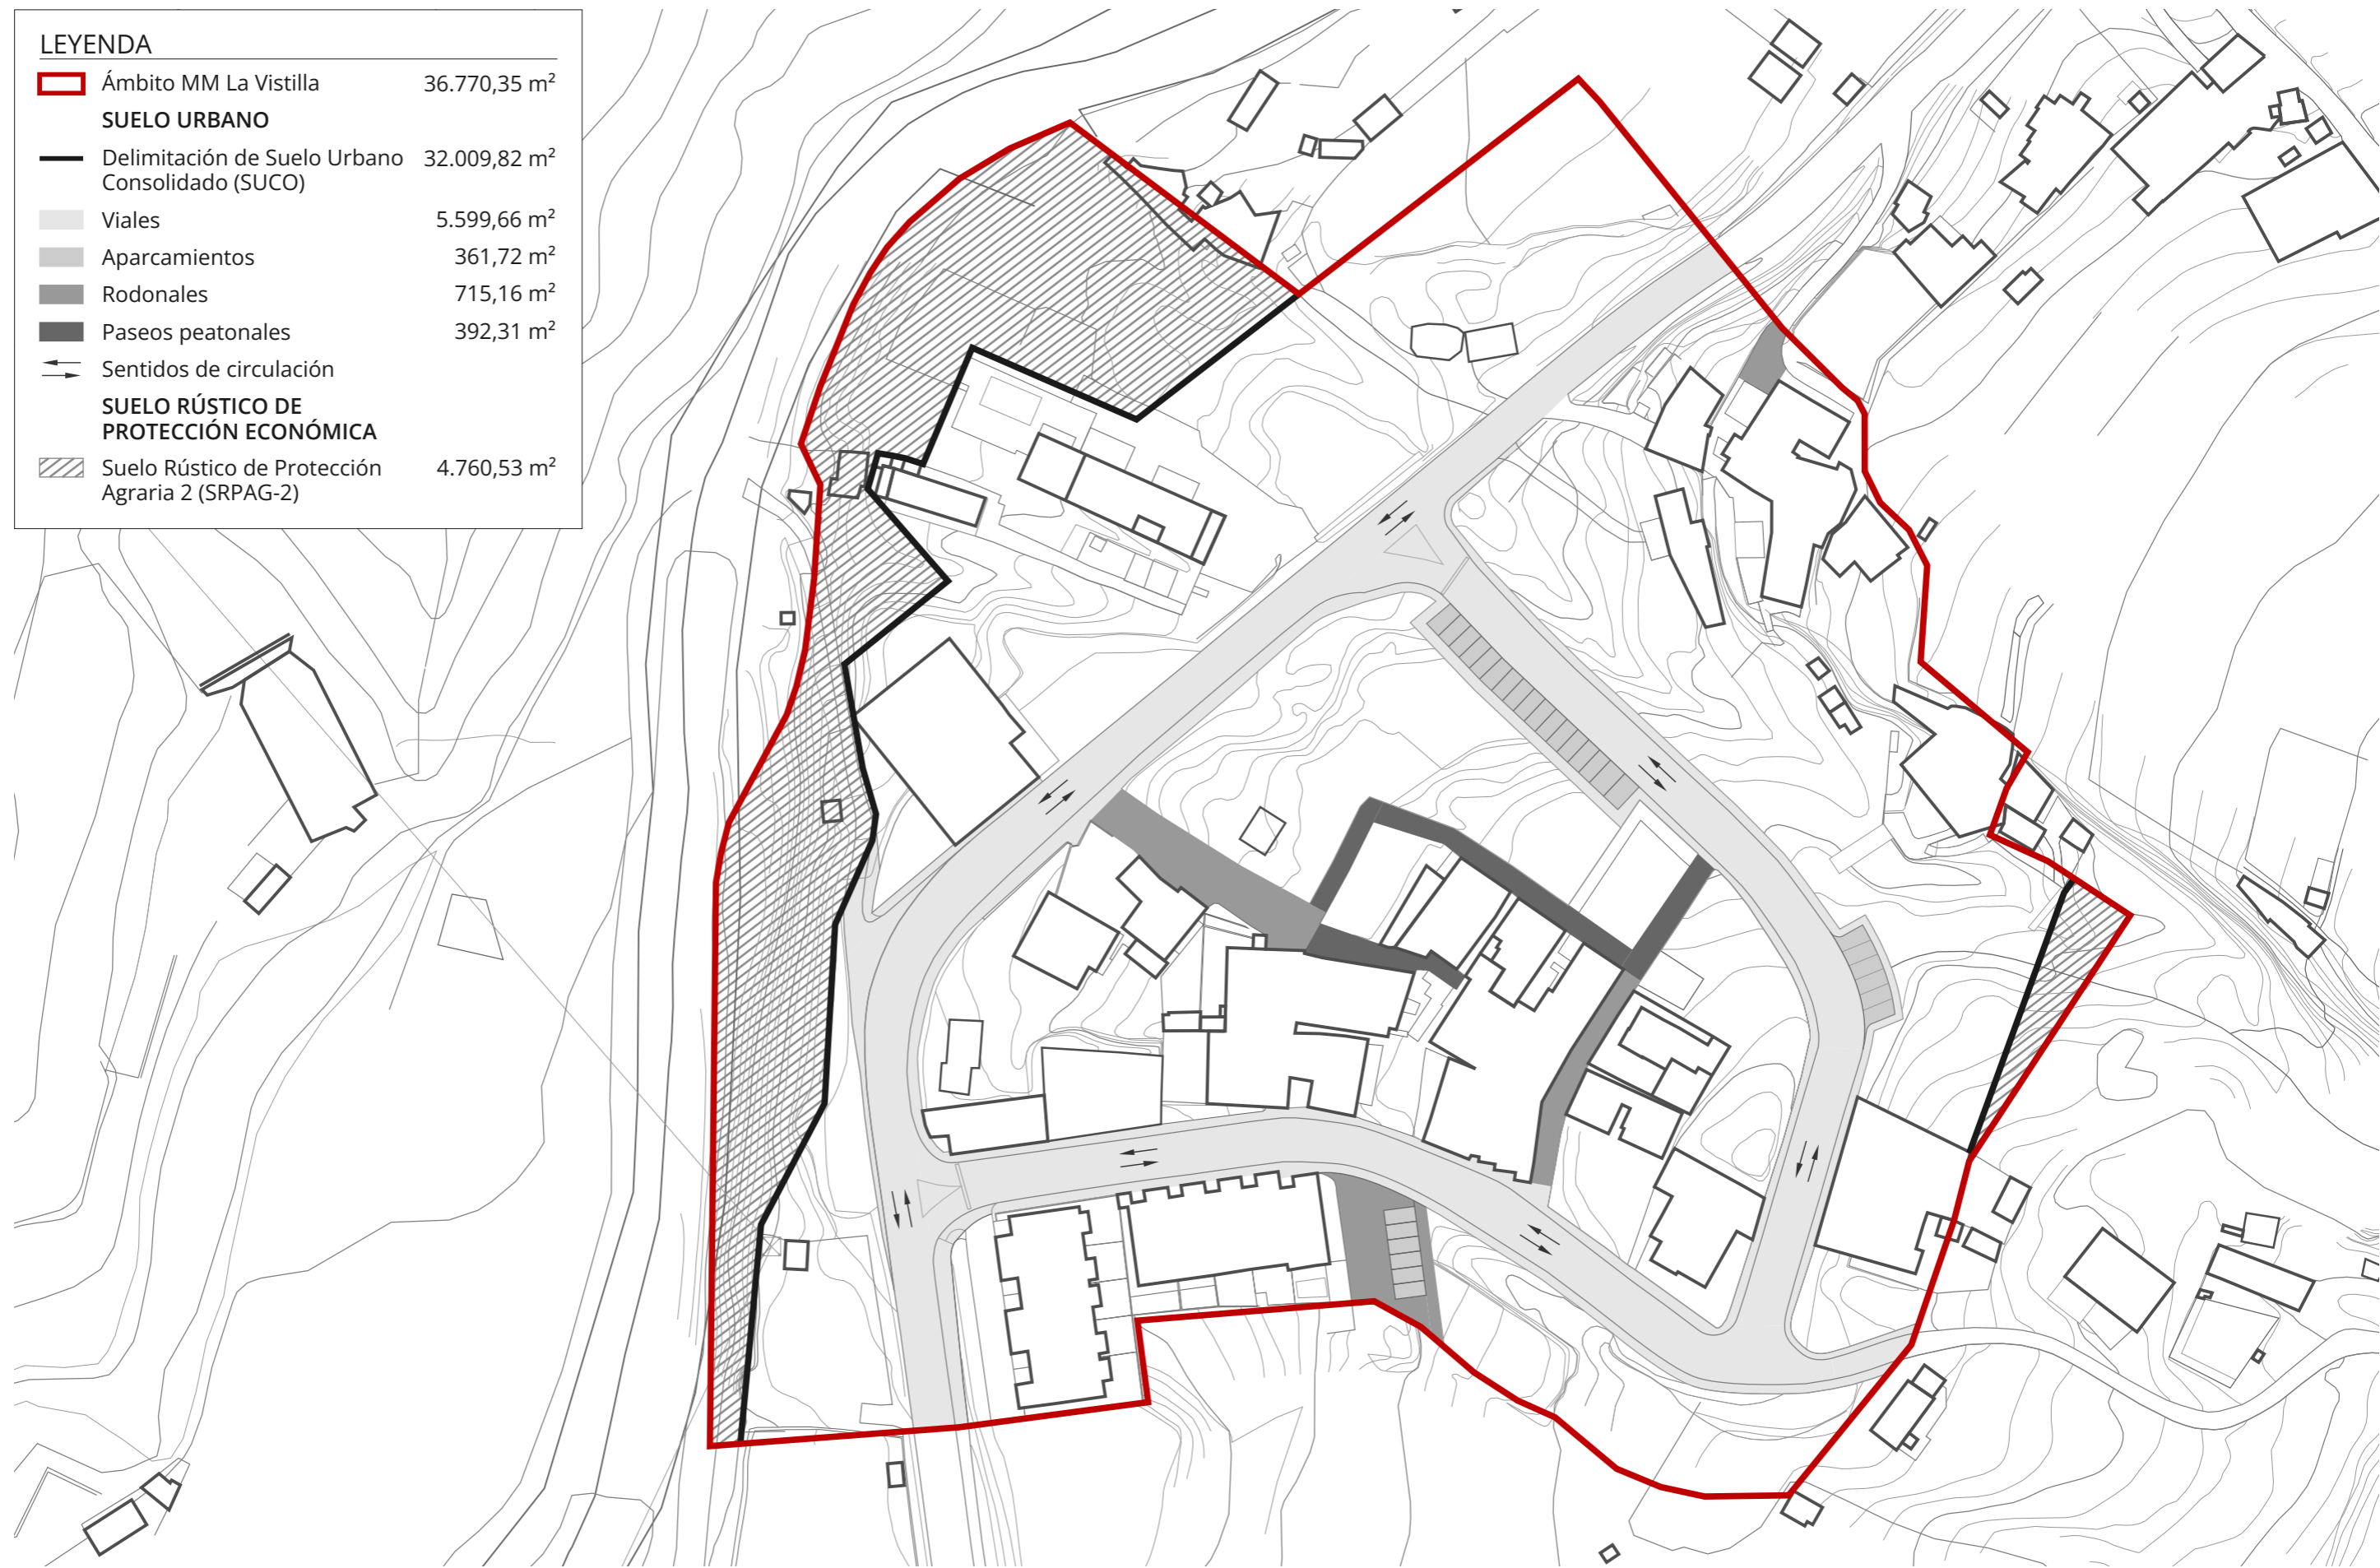 LEYENDA
Ámbito MM La Vistilla 36.770,35 m²
SUELO URBANO
Delimitación de Suelo Urbano 32.009,82 m²
Consolidado (SUCO)
Viales 5.599,66 m²
Aparcamientos 361,72 m²
Rodonales 715,16 m²
Paseos peatonales 392,31 m²
Sentidos de circulación
SUELO RÚSTICO DE
PROTECCIÓN ECONÓMICA
Suelo Rústico de Protección 4.760,53 m²
Agraria 2 (SRPAG-2)